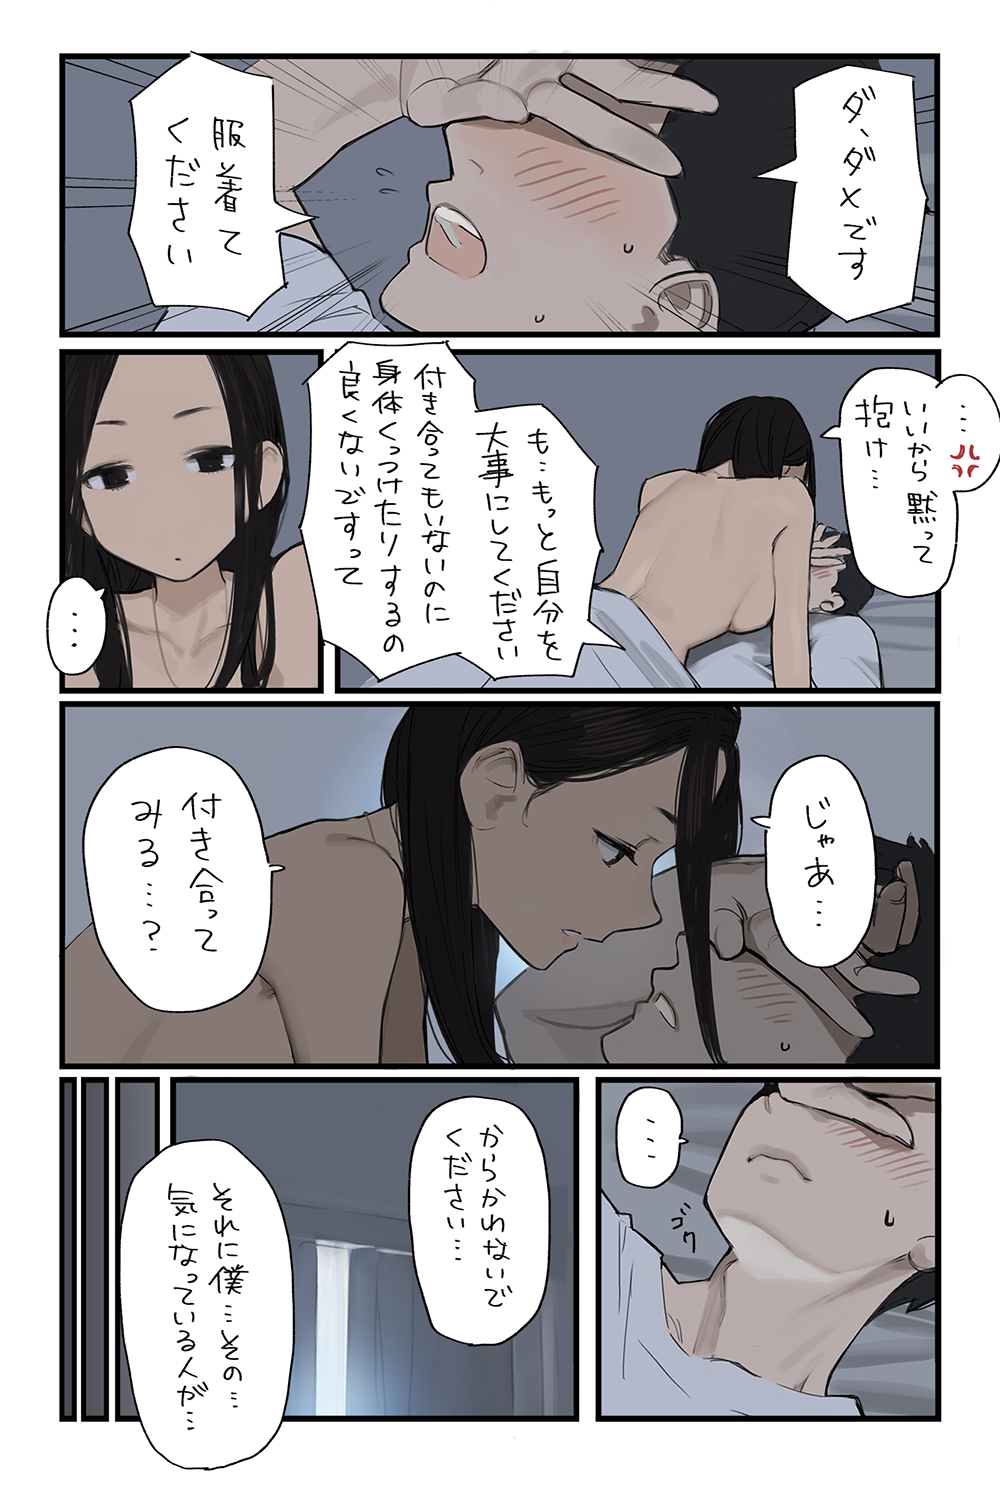 ダ、ダメです
服着て
ください
…
いいから黙って
抱け…
も…もっと自分を
大事にしてください
付き合ってもいないのに
身体くっつけたりするの
良くないですって
…
じゃあ…
付き合って
みる…?
…
ゴク
からかわないで
ください…
それに僕…その…
気になっている人が…